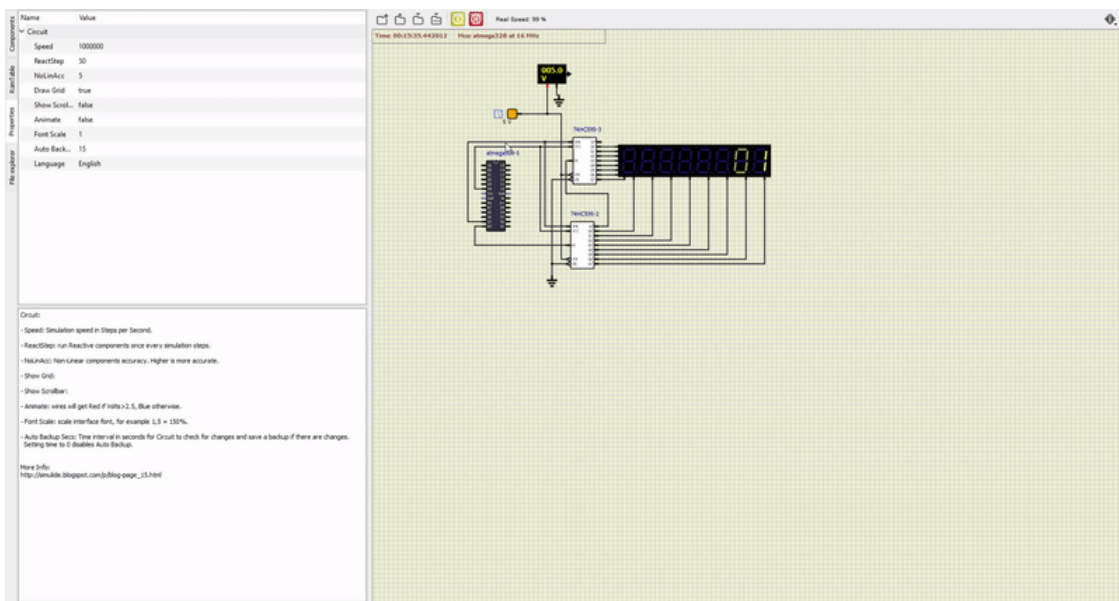 Name Value
Circuit
Speed 1000000
ReactStep 50
NoLinAcc 5
Draw Grid true
Show Scrol... false
Animate false
Font Scale 1
Auto Back... 15
Language English
Components
RamTable
Properties
File explorer
Circuit:
- Speed: Simulation speed in Steps per Second.
- ReactStep: run Reactive components once every simulation steps.
- NoLinAcc: Non-Linear components accuracy. Higher is more accurate.
- Show Grid:
- Show Scrollbar:
- Animate: wires will get Red if Volts>2.5, Blue otherwise.
- Font Scale: scale interface font, for example 1,5 = 150%.
- Auto Backup Secs: Time interval in seconds for Circuit to check for changes and save a backup if there are changes.
Setting time to 0 disables Auto Backup.
More Info:
http://simulide.blogspot.com/p/blog-page_15.html
Real Speed: 99 %
Time: 00:15:35.442012 Mcu: atmega328 at 16 MHz
005.0
V
5 V
74HC595-3
01
74HC595-2